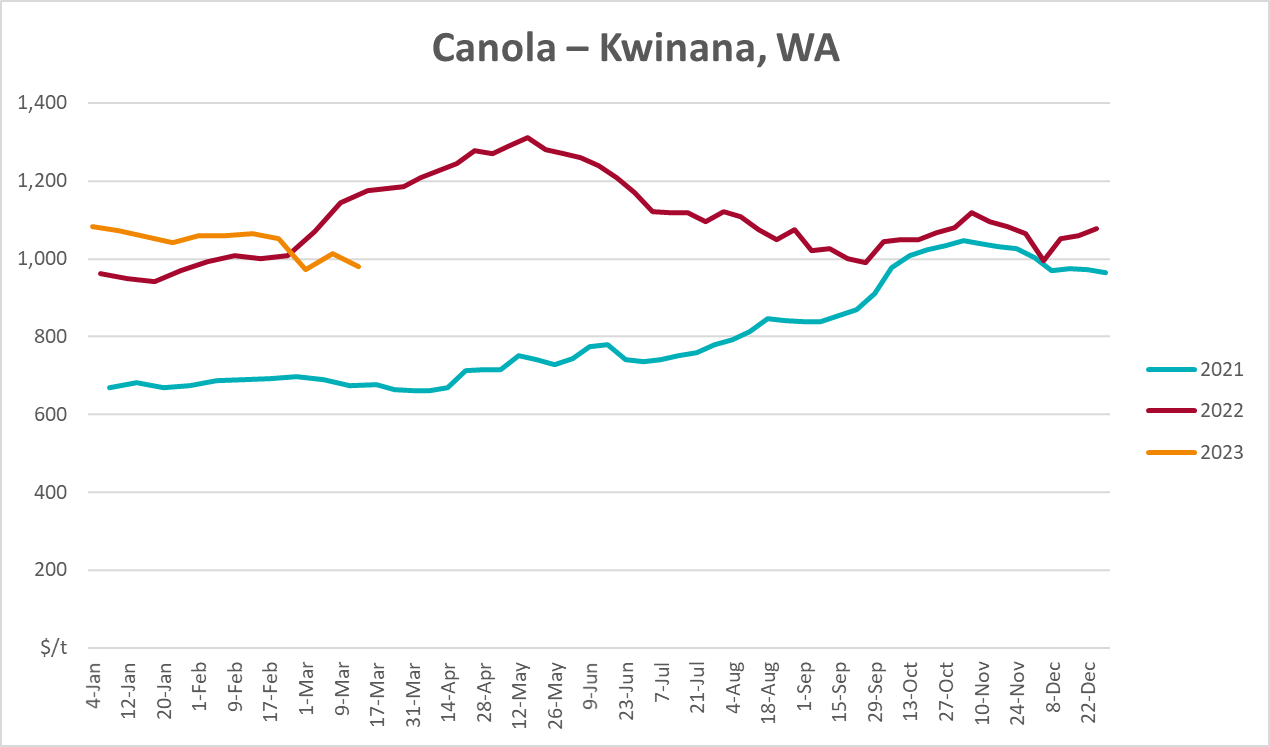 Canola – Kwinana, WA
1,400
1,200
1,000
800
600
400
200
$/t
4-Jan
12-Jan
20-Jan
1-Feb
9-Feb
17-Feb
1-Mar
9-Mar
17-Mar
31-Mar
14-Apr
28-Apr
12-May
26-May
9-Jun
23-Jun
7-Jul
21-Jul
4-Aug
18-Aug
1-Sep
15-Sep
29-Sep
13-Oct
27-Oct
10-Nov
24-Nov
8-Dec
22-Dec
2021
2022
2023